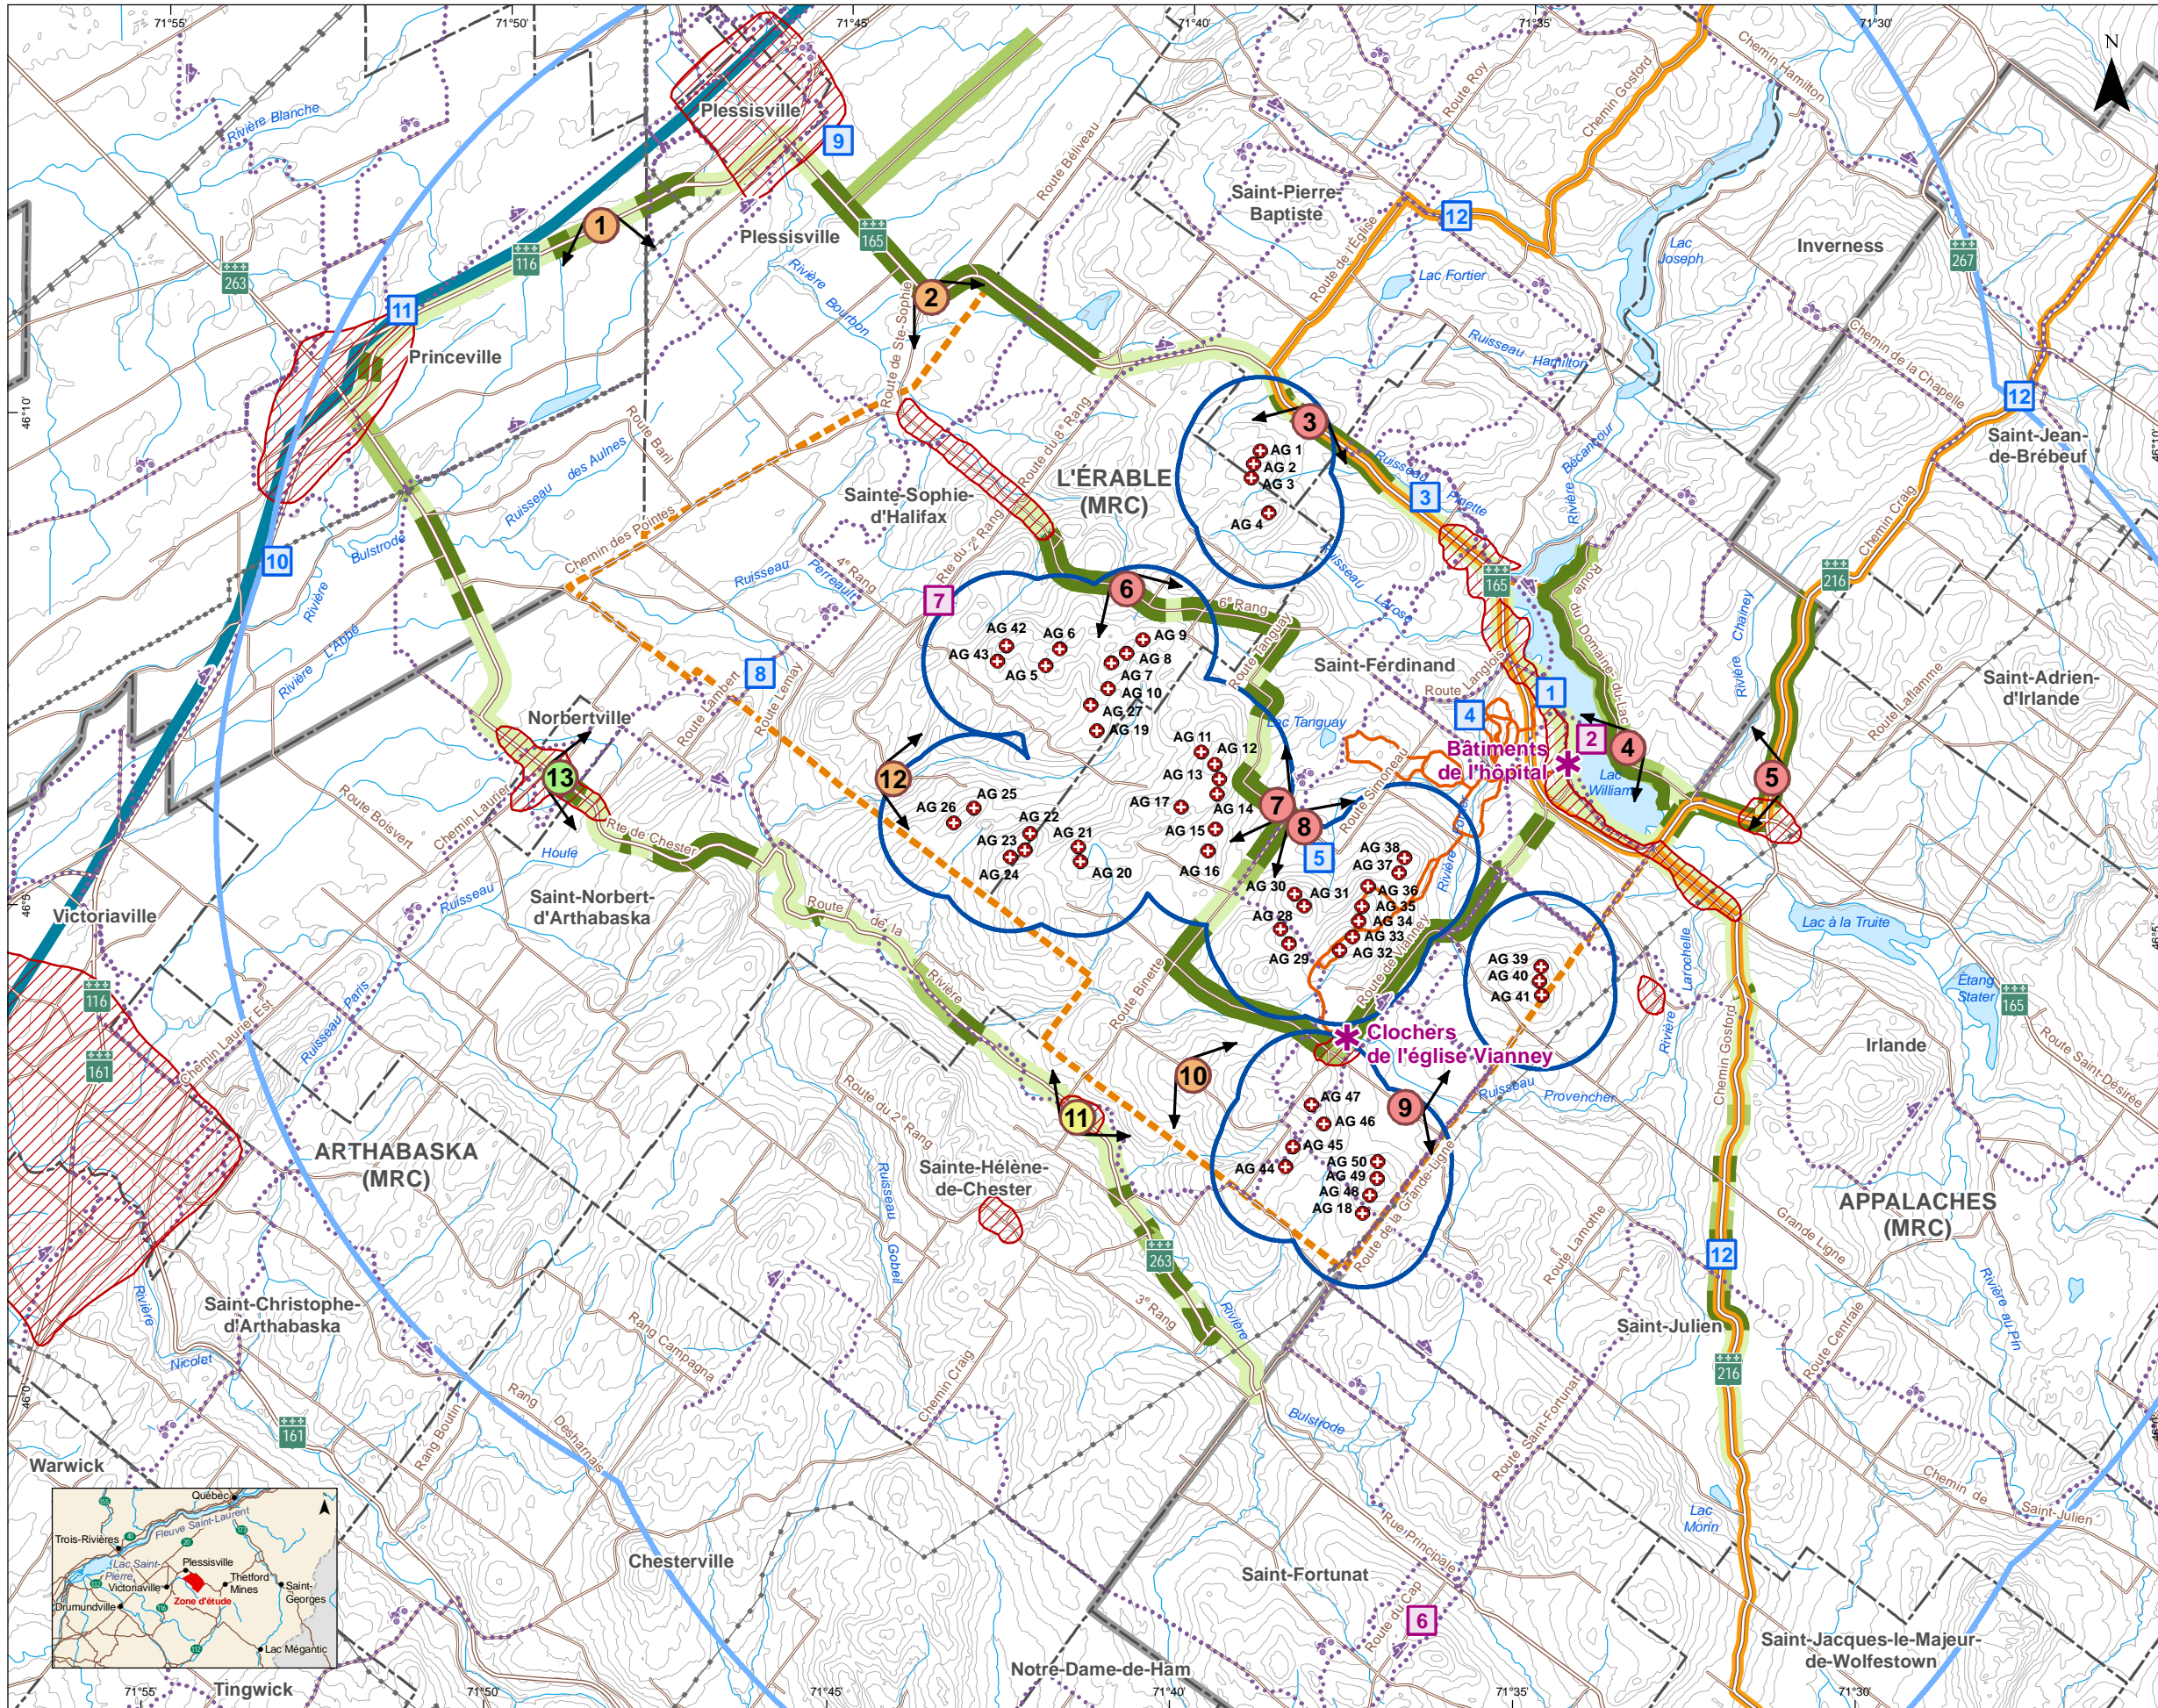 71°55'
71°50'
71°45'
71°40'
71°35'
71°30'
N
Chemin Hamilton
Route Roy
Chemin Gosford
Plessisville
Rivière Blanche
9
Route Béliveau
Saint-Pierre-
Baptiste
12
1
Plessisville
165
Lac
Joseph
Inverness
267
116
263
Rivière Bourbon
Route de l'Église
Lac Fortier
2
11
Princeville
Route de Ste-Sophie
Ruisseau Hamilton
Chemin de la Chapelle
12
46°10'
46°10'
Route Baril
Route du 8e Rang
3
Saint-Jean-
de-Brébeuf
Ruisseau des Aulnes
L'ÉRABLE
(MRC)
AG 1
AG 2
AG 3
AG 4
Ruisseau Pinette
Rivière Bécancour
3
Sainte-Sophie-
d'Halifax
Chemin des Pointes
Rte du 2e Rang
Chemin Craig
10
Bulstrode
Rivière
Ruisseau Perreault
4e Rang
6
Ruisseau
Larose
165
216
Route du Domaine-du-Lac
7
6e Rang
Route Tanguay
Rivière Chainey
Rivière L'Abbé
AG 42
AG 6
AG 9
AG 43
AG 8
AG 5
AG 7
AG 10
AG 27
AG 19
Saint-Ferdinand
Route Langlois
1
Route Laflamme
Saint-Adrien-
d'Irlande
8
Route Lambert
Route Lemay
Norbertville
Lac Tanguay
4
2
4
Bâtiments
de l'hôpital
Lac
William
5
13
12
AG 11
AG 12
AG 13
AG 14
AG 17
AG 15
AG 16
Route Simoneau
7
8
5
Route Boisvert
Chemin Laurier
AG 25
AG 26
AG 22
AG 21
AG 23
AG 24
AG 20
Rte de Chester
Houle
Ruisseau
Rivière Fortier
AG 38
AG 37
AG 36
AG 30
AG 31
AG 35
AG 34
AG 28
AG 33
AG 29
AG 32
46°5'
46°5'
Victoriaville
Saint-Norbert-
d'Arthabaska
Route de la
Rivière
Route de Vianney
Lac à la Truite
AG 39
AG 40
AG 41
Rivière Larochelle
Étang
Stater
165
116
Route Binette
Chemin Laurier Est
Ruisseau Paris
161
Clochers
de l'église Vianney
Irlande
Route Saint-Désirée
10
9
11
Route du 2e Rang
Ruisseau Provencher
Chemin Gosford
AG 47
AG 46
AG 45
AG 44
AG 50
AG 49
AG 48
AG 18
ARTHABASKA
(MRC)
Sainte-Hélène-
de-Chester
Ruisseau Gobeil
Route de la Grande-Ligne
Route Lamothe
Grande Ligne
APPALACHES
(MRC)
263
12
Rivière
Saint-Christophe-
d'Arthabaska
3e Rang
Rivière
Saint-Julien
Rivière au Pin
Route Centrale
Nicolet
Rang Campagna
Chemin Craig
216
46°0'
46°0'
161
Rang Boutin
Rang Desharnais
Bulstrode
Route Saint-Fortunat
Warwick
Chemin de Saint-Julien
Québec
Fleuve Saint-Laurent
Trois-Rivières
Lac Saint-
Pierre
Plessisville
Victoriaville
Thetford
Mines
Saint-
Georges
Zone d'étude
Drumundville
Lac Mégantic
Lac
Morin
Rue Principale
Chesterville
Saint-Fortunat
Route du Cap
6
Saint-Jacques-le-Majeur-
de-Wolfestown
Notre-Dame-de-Ham
Tingwick
71°55'
71°50'
71°45'
71°40'
71°35'
71°30'